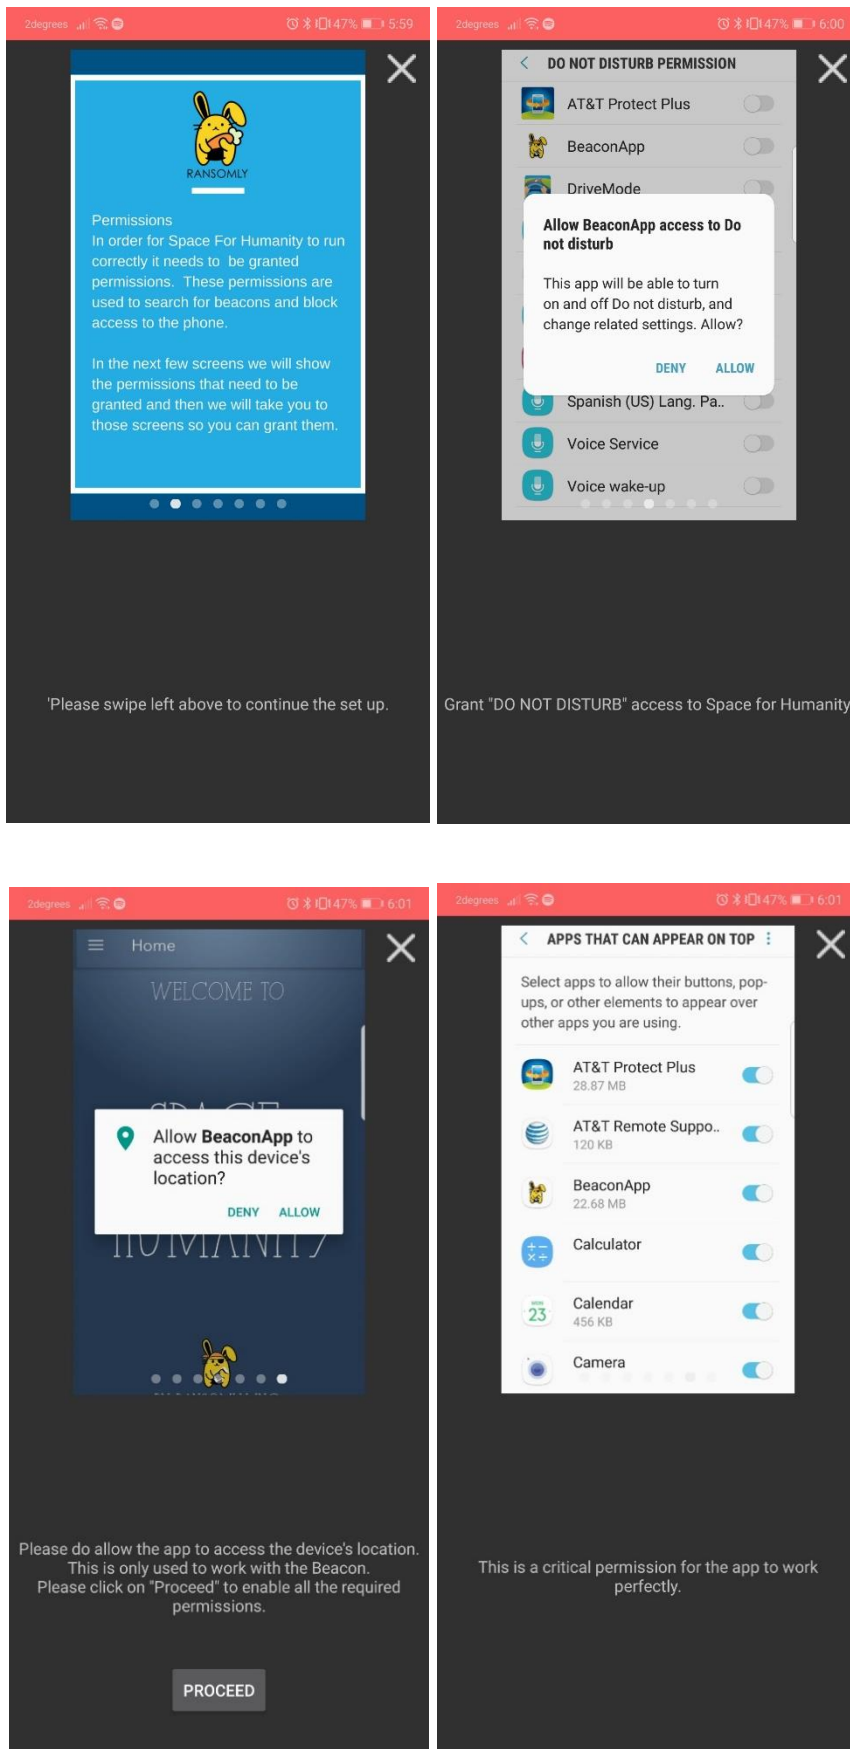 2degrees
47%
5:59
RANSOMLY
Permissions
In order for Space For Humanity to run
correctly it needs to be granted
permissions. These permissions are
used to search for beacons and block
access to the phone.
In the next few screens we will show
the permissions that need to be
granted and then we will take you to
those screens so you can grant them.
'Please swipe left above to continue the set up.
2degrees
47%
6:00
DO NOT DISTURB PERMISSION
AT&T Protect Plus
BeaconApp
DriveMode
Allow BeaconApp access to Do
not disturb
This app will be able to turn
on and off Do not disturb, and
change related settings. Allow?
DENY ALLOW
Spanish (US) Lang. Pa..
Voice Service
Voice wake-up
Grant "DO NOT DISTURB" access to Space for Humanity
2degrees
47%
6:01
Home
WELCOME TO
SPACE
Allow BeaconApp to
access this device's
location?
DENY ALLOW
HUMANITY
Please do allow the app to access the device's location.
This is only used to work with the Beacon.
Please click on "Proceed" to enable all the required
permissions.
PROCEED
2degrees
47%
6:01
APPS THAT CAN APPEAR ON TOP
Select apps to allow their buttons, pop-
ups, or other elements to appear over
other apps you are using.
AT&T Protect Plus
28.87 MB
AT&T Remote Suppo..
120 KB
BeaconApp
22.68 MB
Calculator
23
Calendar
456 KB
Camera
This is a critical permission for the app to work
perfectly.